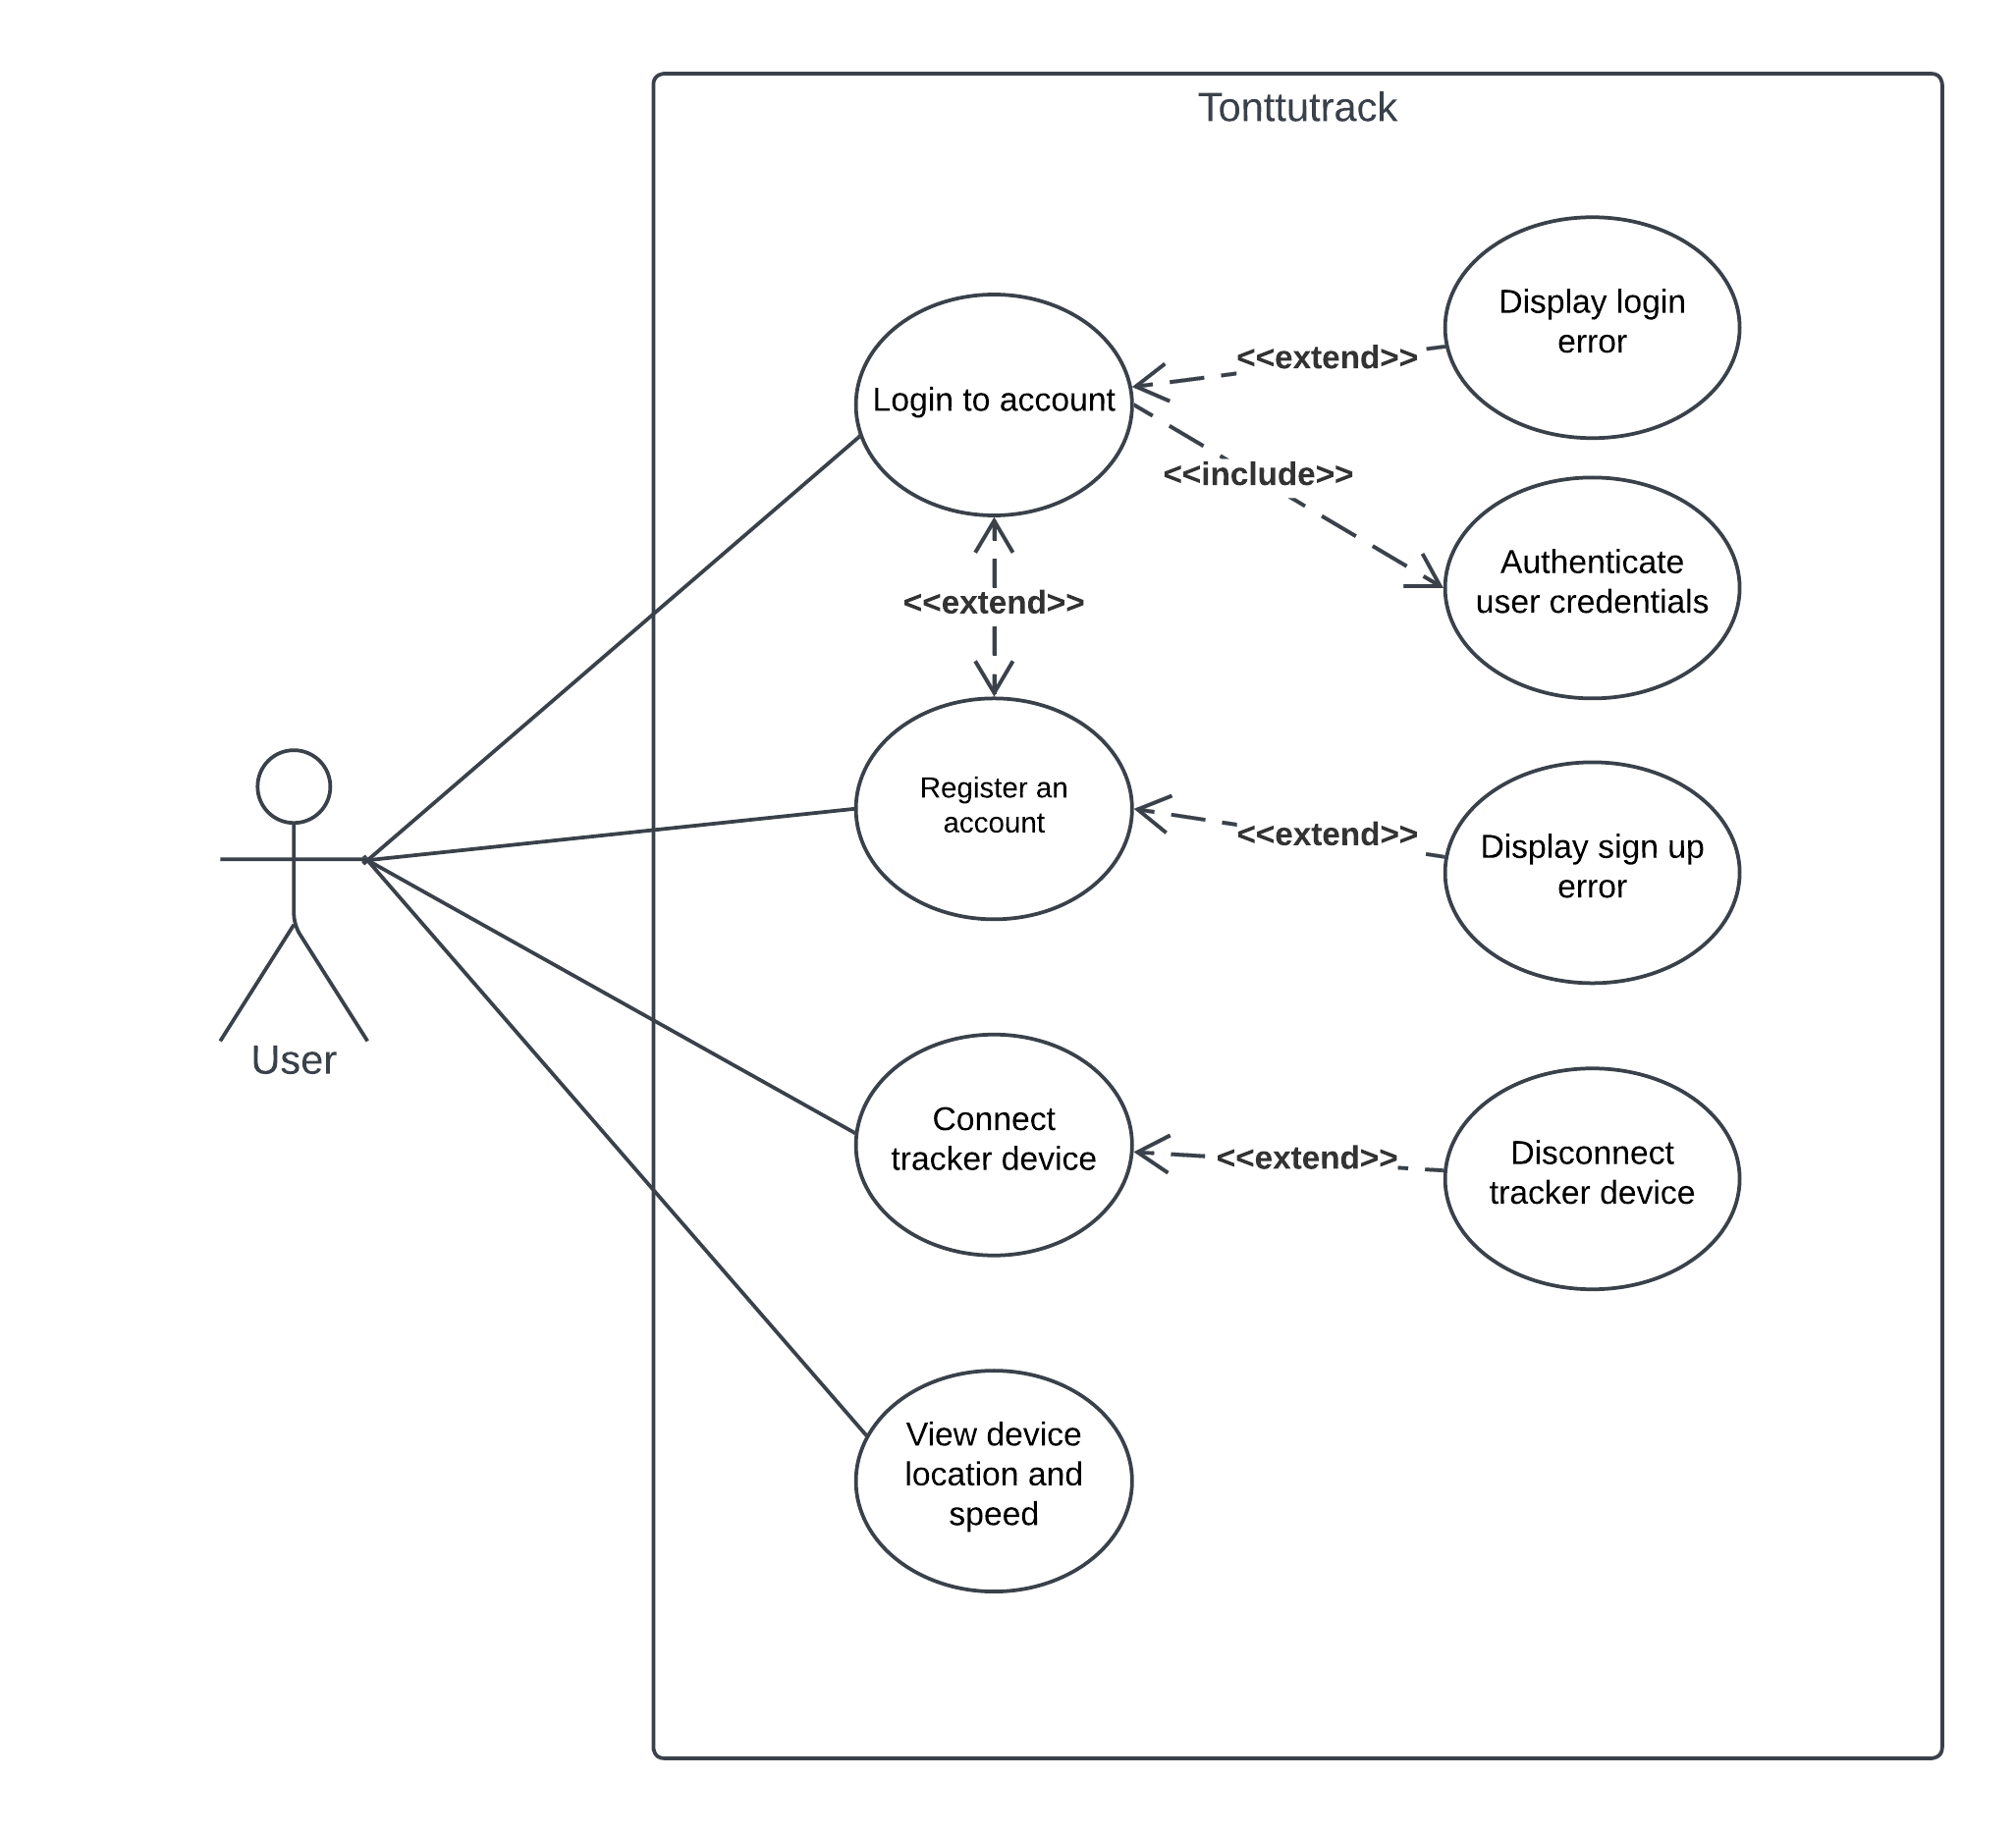 Tonttutrack
Display login
error
<<extend>>
Login to account
<<include>>
Authenticate
user credentials
<<extend>>
Register an
account
<<extend>>
Display sign up
error
User
Connect
tracker device
<<extend>>
Disconnect
tracker device
View device
location and
speed